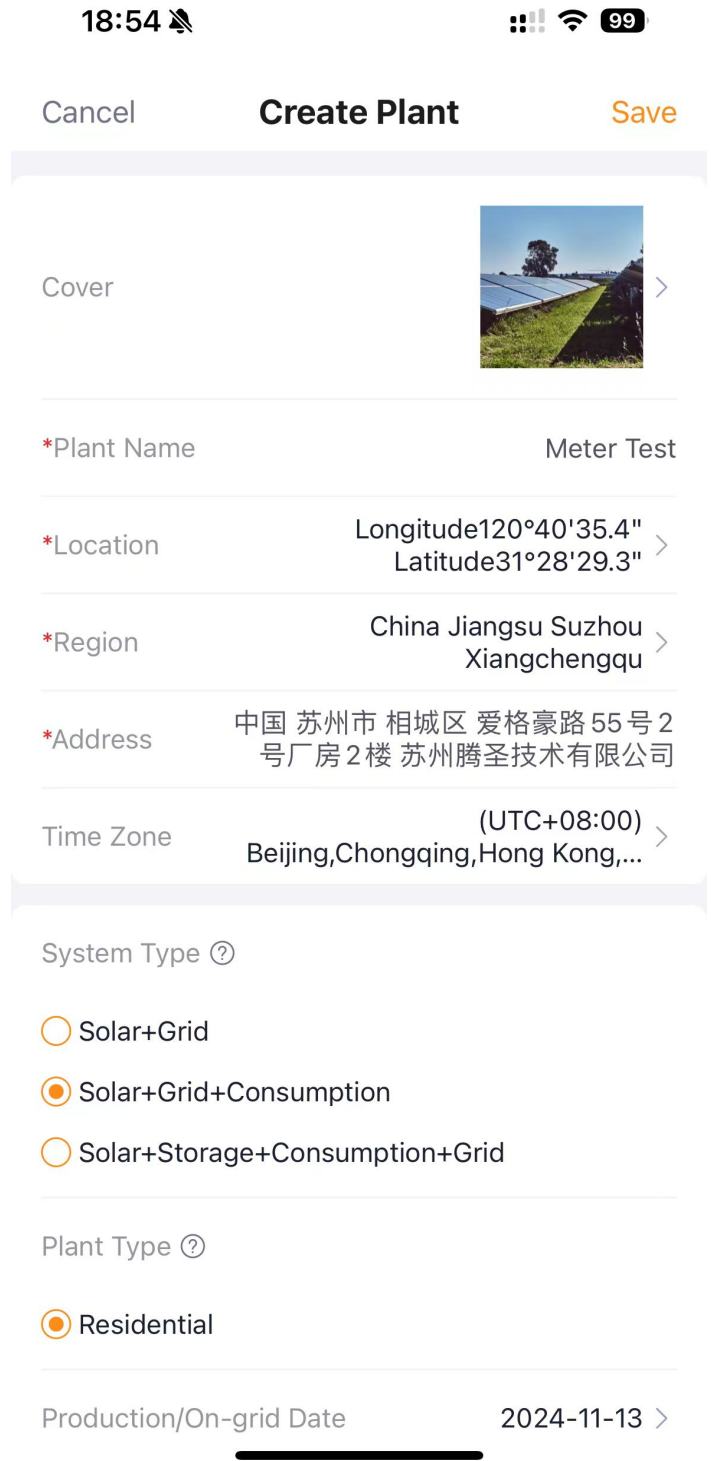 18:54
99
Cancel
Create Plant
Save
Cover
*Plant Name
Meter Test
*Location
Longitude120°40'35.4"
Latitude31°28'29.3"
*Region
China Jiangsu Suzhou
Xiangchengqu
*Address
中国 苏州市 相城区 爱格豪路55号2
号厂房2楼 苏州腾圣技术有限公司
Time Zone
(UTC+08:00)
Beijing,Chongqing,Hong Kong,...
System Type ?
Solar+Grid
Solar+Grid+Consumption
Solar+Storage+Consumption+Grid
Plant Type ?
Residential
Production/On-grid Date
2024-11-13